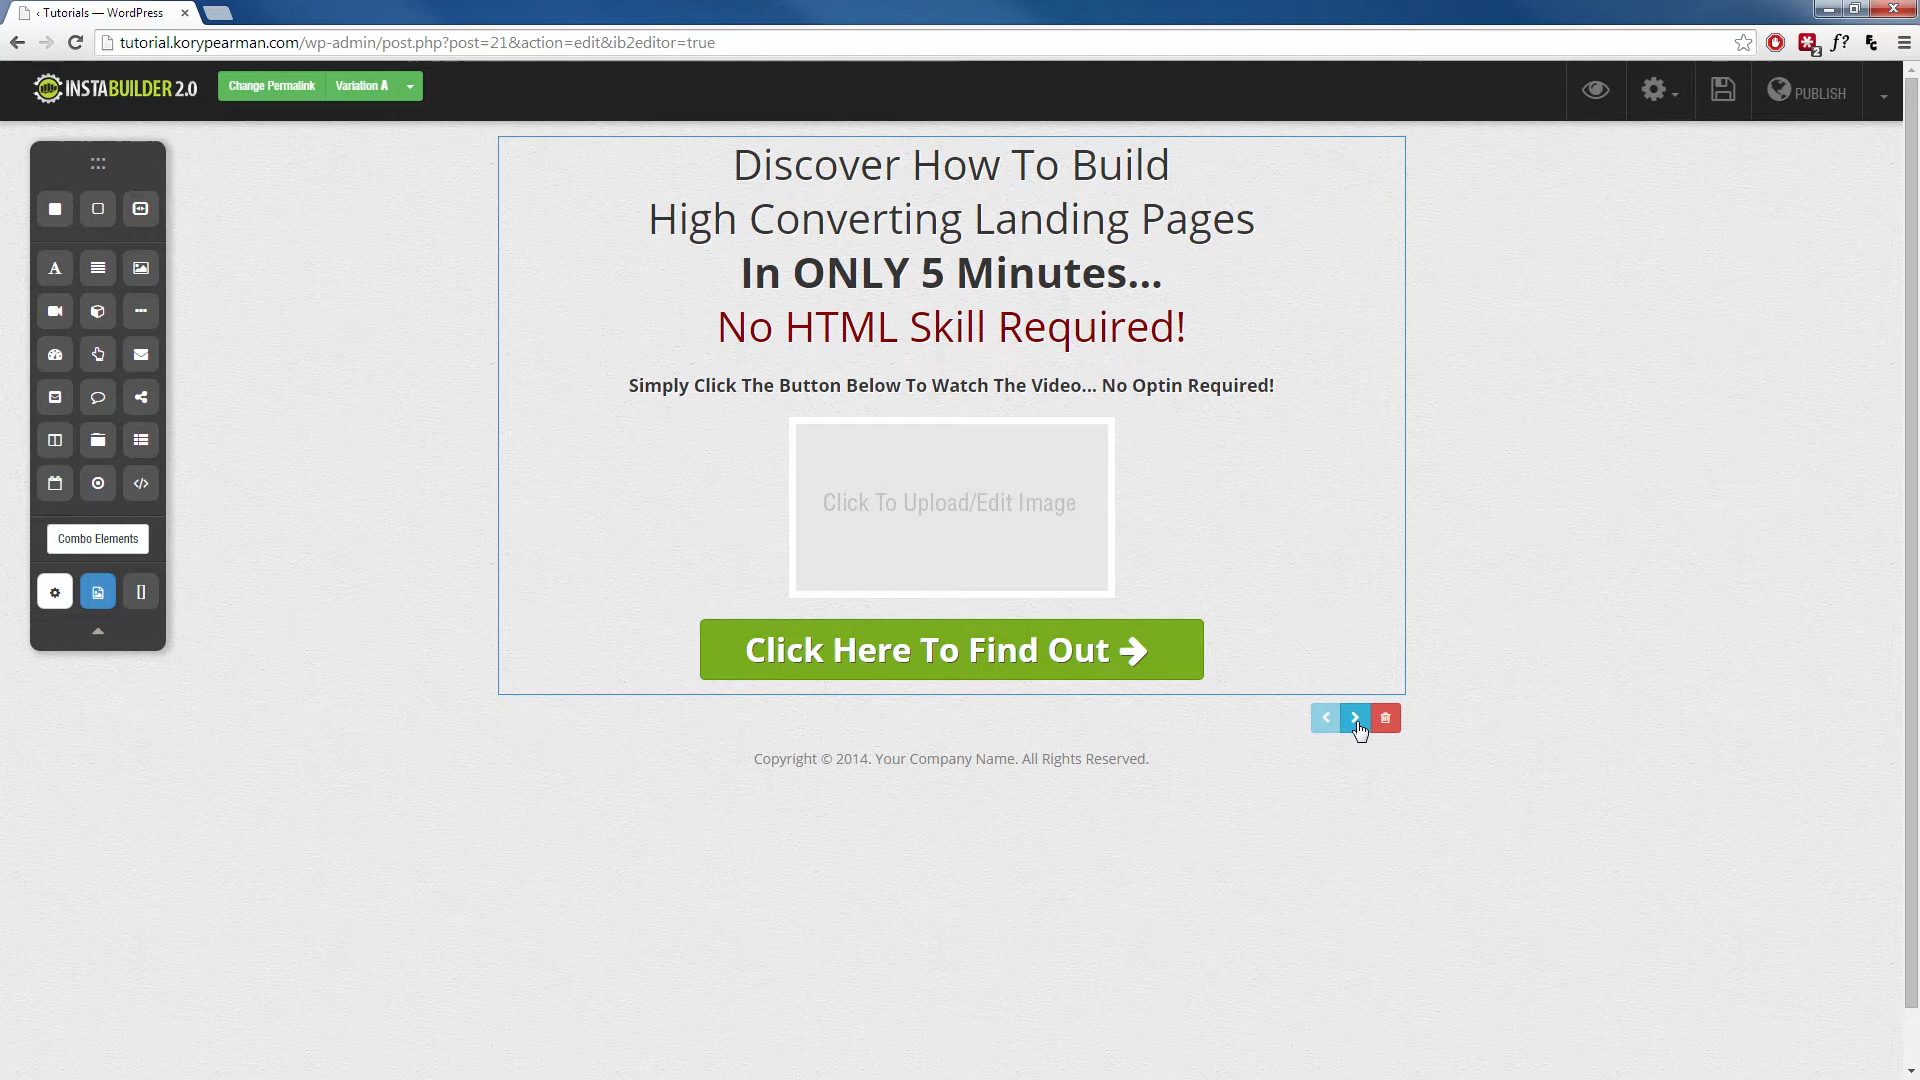 ‹ Tutorials — WordPress
tutorial.korypearman.com/wp-admin/post.php?post=21&action=edit&ib2editor=true
INSTABUILDER 2.0
Change Permalink
Variation A
PUBLISH
Discover How To Build
High Converting Landing Pages
In ONLY 5 Minutes...
No HTML Skill Required!
Simply Click The Button Below To Watch The Video... No Optin Required!
Click To Upload/Edit Image
Combo Elements
Click Here To Find Out
Copyright © 2014. Your Company Name. All Rights Reserved.